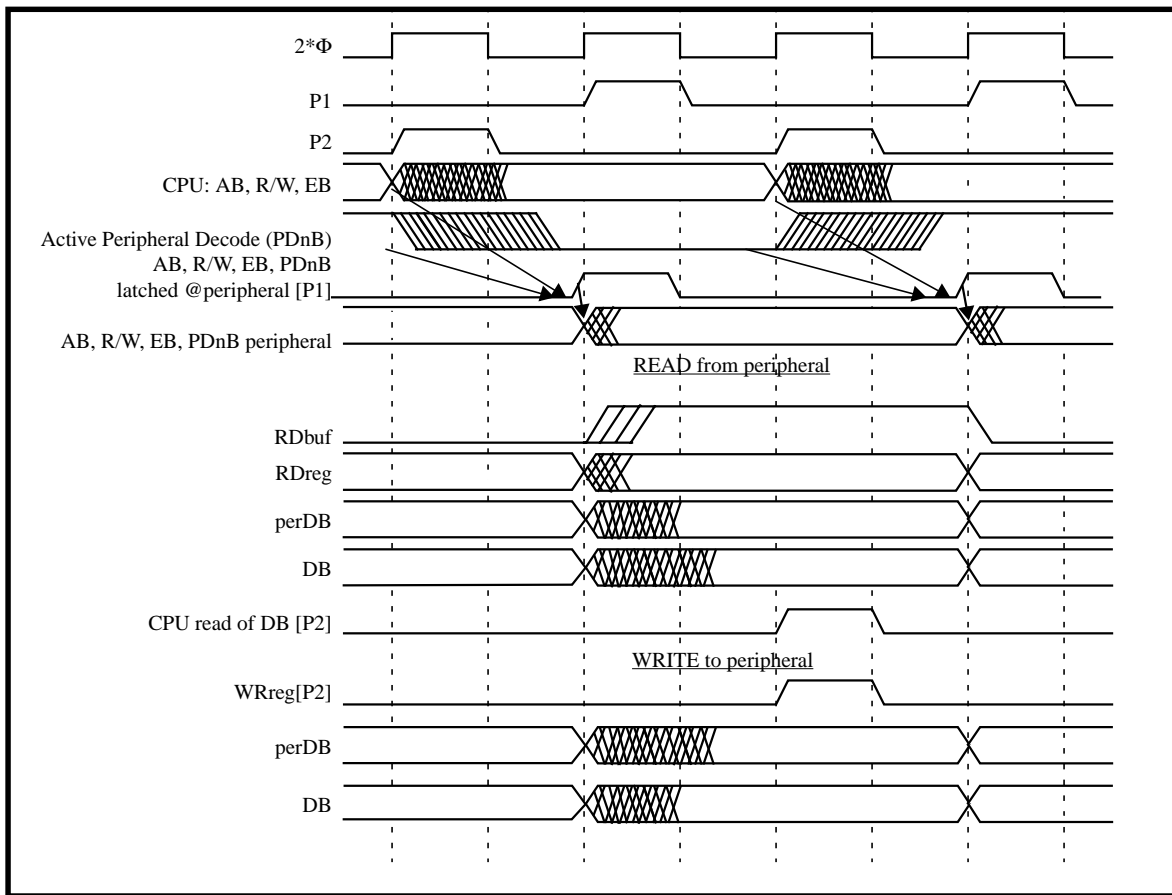 2*Φ
P1
P2
CPU: AB, R/W, EB
Active Peripheral Decode (PDnB)
AB, R/W, EB, PDnB
latched @peripheral [P1]
AB, R/W, EB, PDnB peripheral
READ from peripheral
RDbuf
RDreg
perDB
DB
CPU read of DB [P2]
WRITE to peripheral
WRreg[P2]
perDB
DB